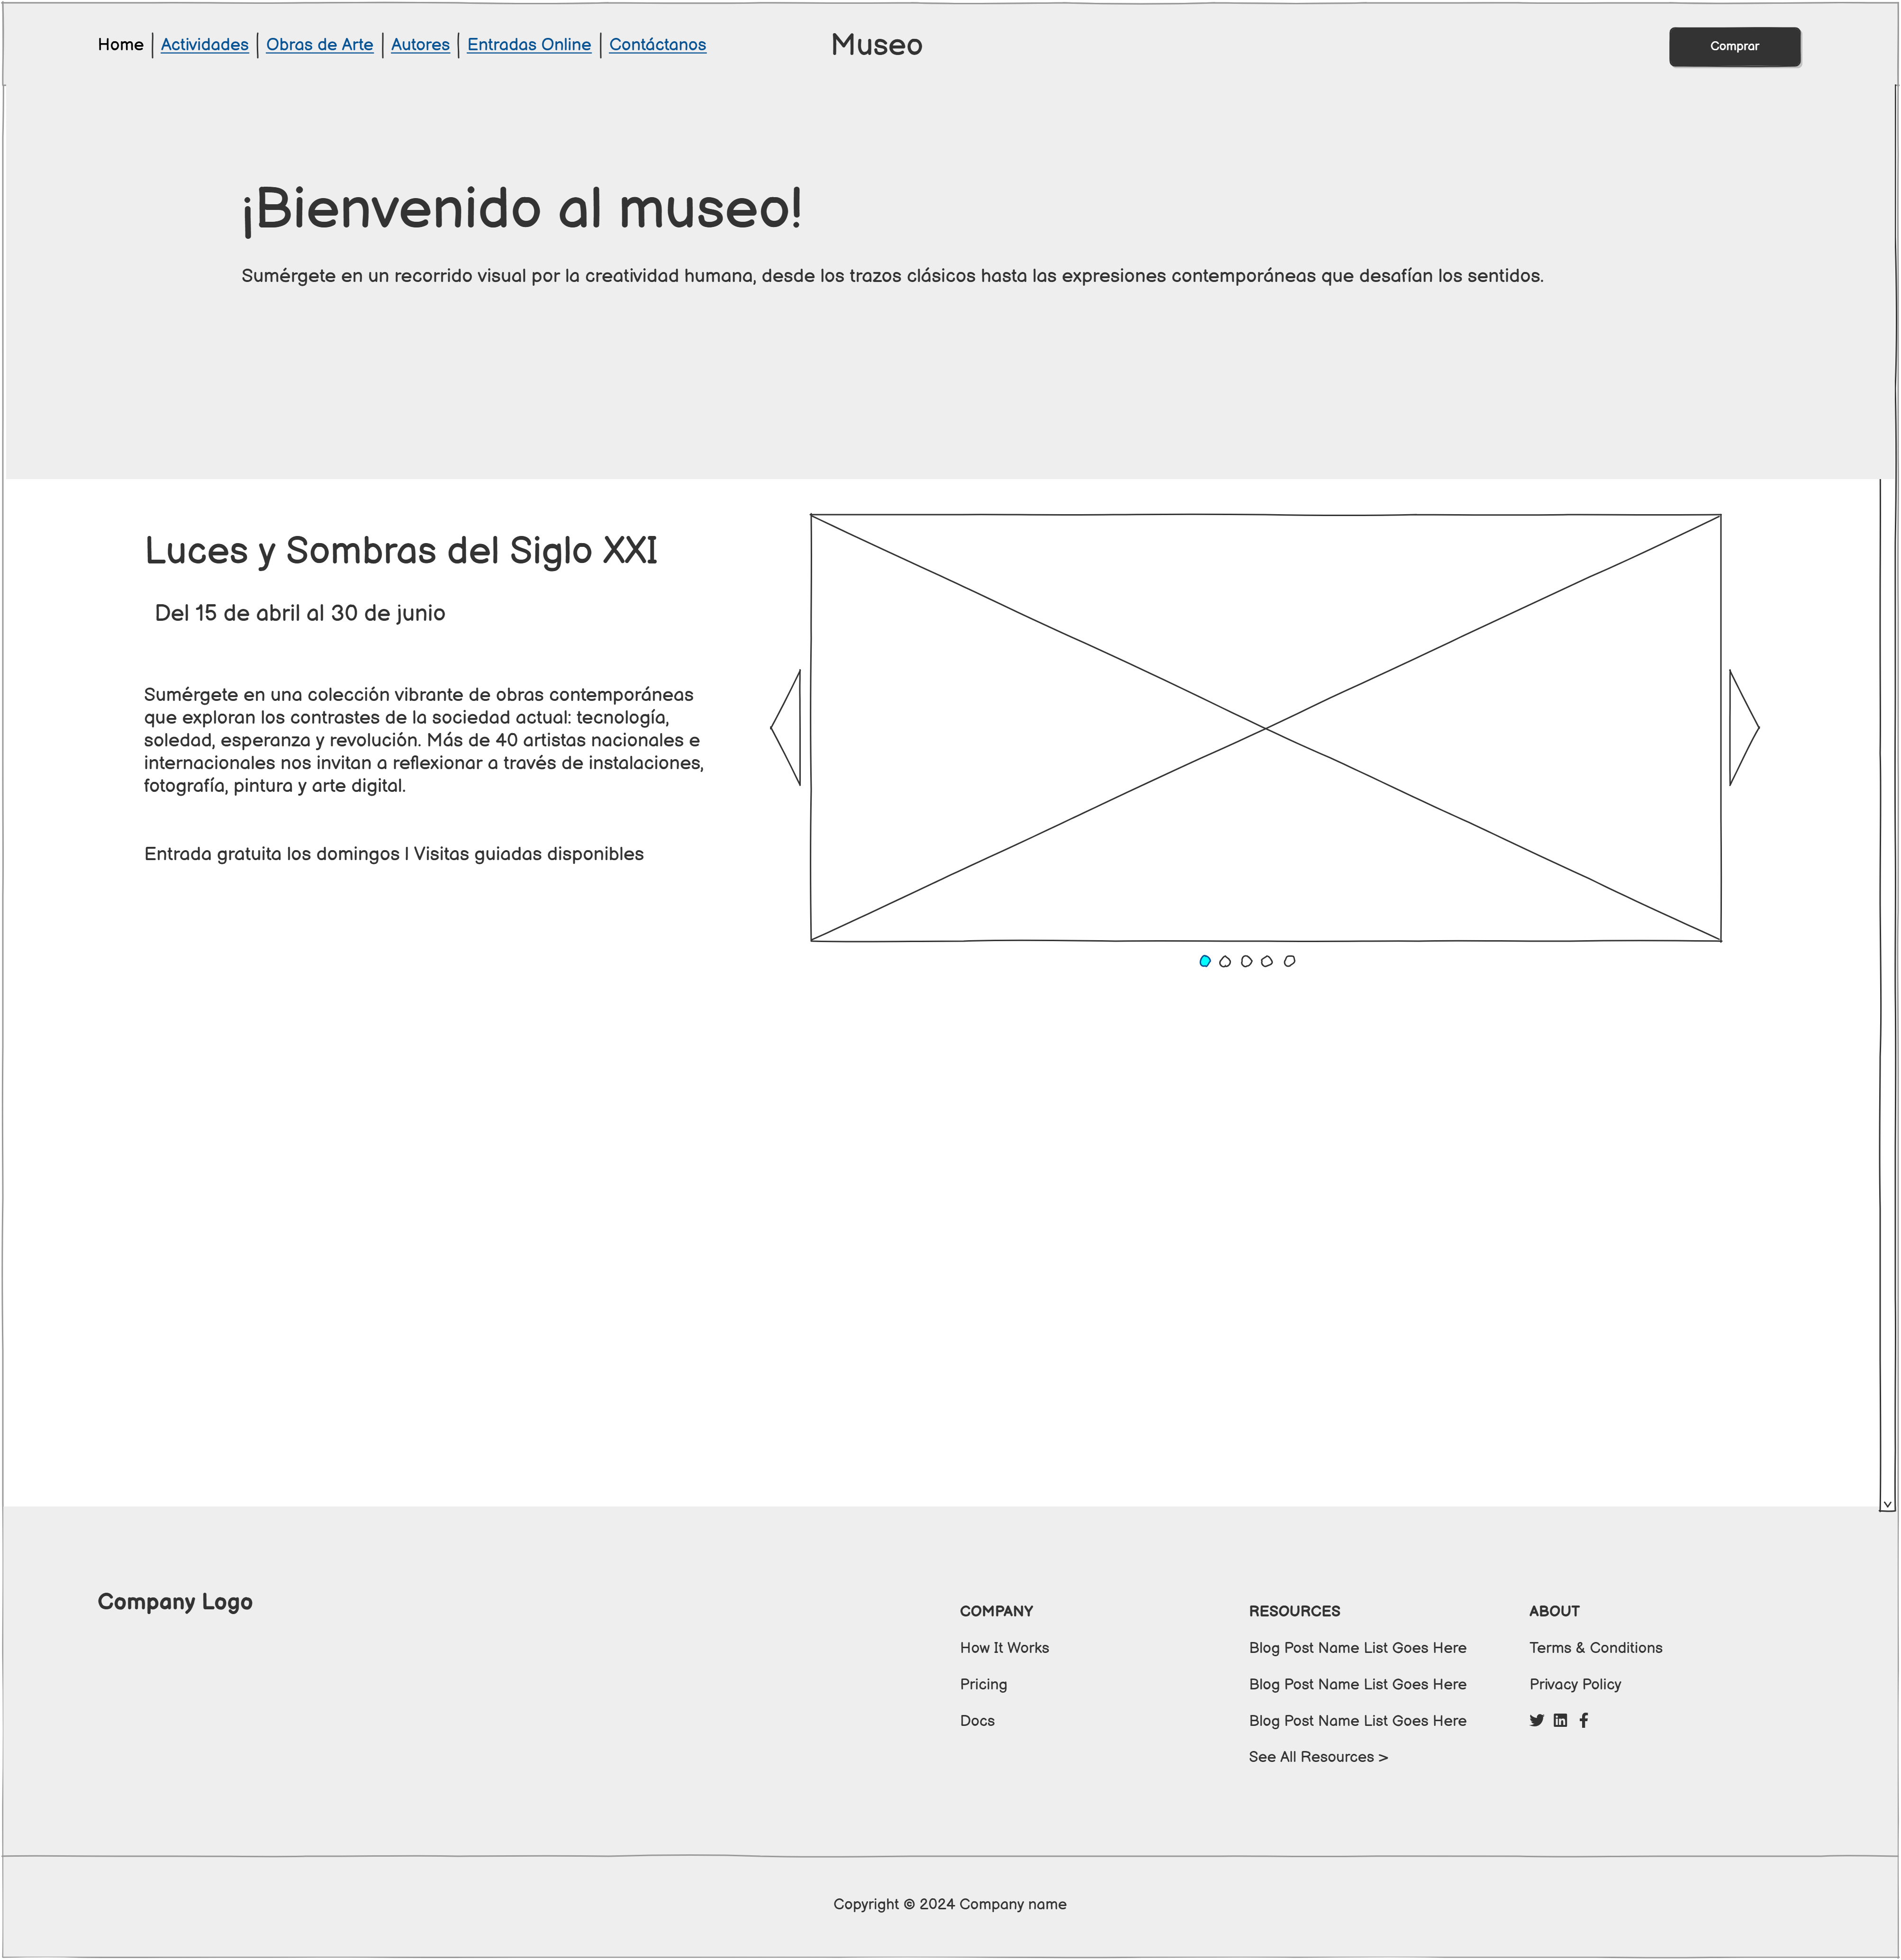 Home | Actividades | Obras de Arte | Autores | Entradas Online | Contáctanos
Museo
Comprar
¡Bienvenido al museo!
Sumérgete en un recorrido visual por la creatividad humana, desde los trazos clásicos hasta las expresiones contemporáneas que desafían los sentidos.
Luces y Sombras del Siglo XXI
Del 15 de abril al 30 de junio
Sumérgete en una colección vibrante de obras contemporáneas
que exploran los contrastes de la sociedad actual: tecnología,
soledad, esperanza y revolución. Más de 40 artistas nacionales e
internacionales nos invitan a reflexionar a través de instalaciones,
fotografía, pintura y arte digital.
Entrada gratuita los domingos | Visitas guiadas disponibles
Company Logo
COMPANY
How It Works
Pricing
Docs
RESOURCES
Blog Post Name List Goes Here
Blog Post Name List Goes Here
Blog Post Name List Goes Here
See All Resources >
ABOUT
Terms & Conditions
Privacy Policy
Copyright © 2024 Company name